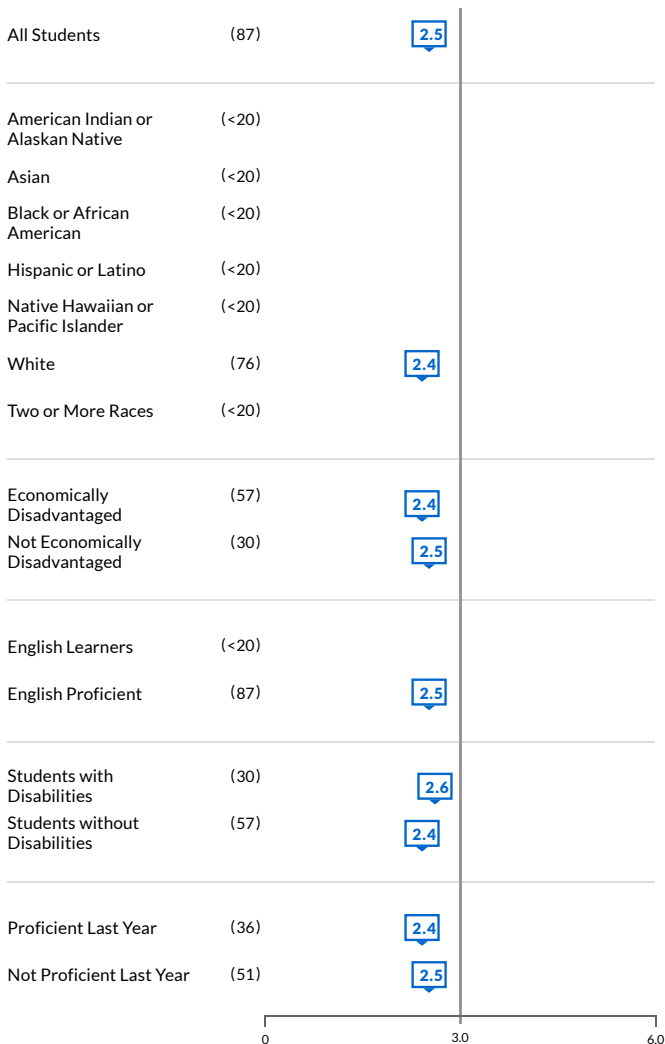 All Students (87) 2.5
American Indian or (<20)
Alaskan Native
Asian (<20)
Black or African (<20)
American
Hispanic or Latino (<20)
Native Hawaiian or (<20)
Pacific Islander
White (76) 2.4
Two or More Races (<20)
Economically (57) 2.4
Disadvantaged
Not Economically (30) 2.5
Disadvantaged
English Learners (<20)
English Proficient (87) 2.5
Students with (30) 2.6
Disabilities
Students without (57) 2.4
Disabilities
Proficient Last Year (36) 2.4
Not Proficient Last Year (51) 2.5
0 3.0 6.0